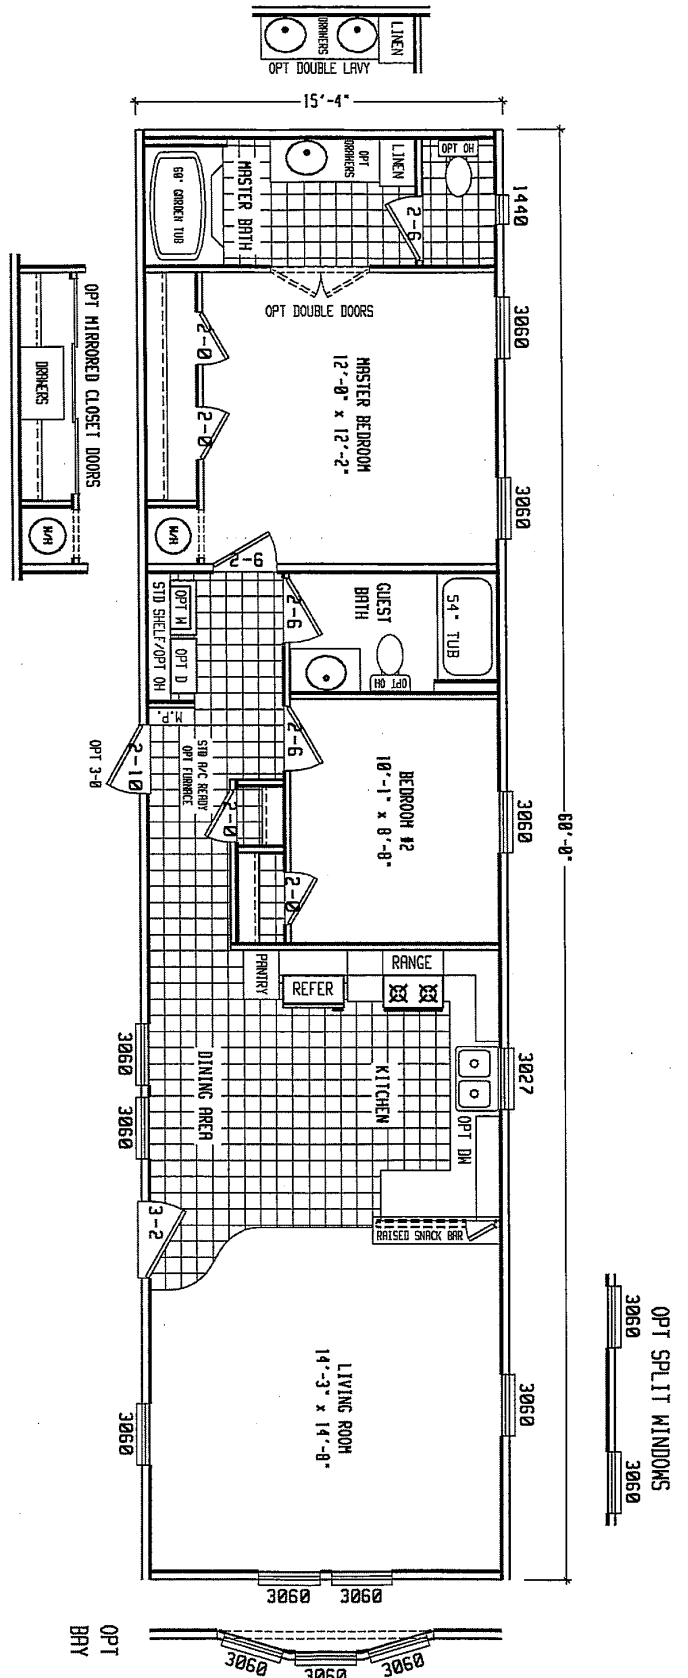 LINEN
DRAWERS
OPT DOUBLE LAVY
15'-4"
OPT OH
LINEN
OPT
DRAWERS
1440
2-6
MASTER BATH
60" GARDEN TUB
OPT DOUBLE DOORS
3060
OPT MIRRORED CLOSET DOORS
DRAWERS
W/H
2-0
2-0
MASTER BEDROOM
12'-0" x 12'-2"
3060
W/H
2-6
2-6
GUEST
BATH
54" TUB
OPT W
OPT D
STD SHELF/OPT OH
OPT OH
M.P.
2-6
2-10
OPT 3-0
STD A/C READY
OPT FURNACE
2-0
BEDROOM #2
10'-1" x 8'-8"
3060
60'-0"
2-0
PANTRY
REFER
RANGE
3060
3060
DINING AREA
KITCHEN
3027
OPT DW
3-2
RAISED SNACK BAR
3060
OPT SPLIT WINDOWS
3060
3060
LIVING ROOM
14'-3" x 14'-8"
3060
3060
3060
OPT
BAY
3060
3060
3060